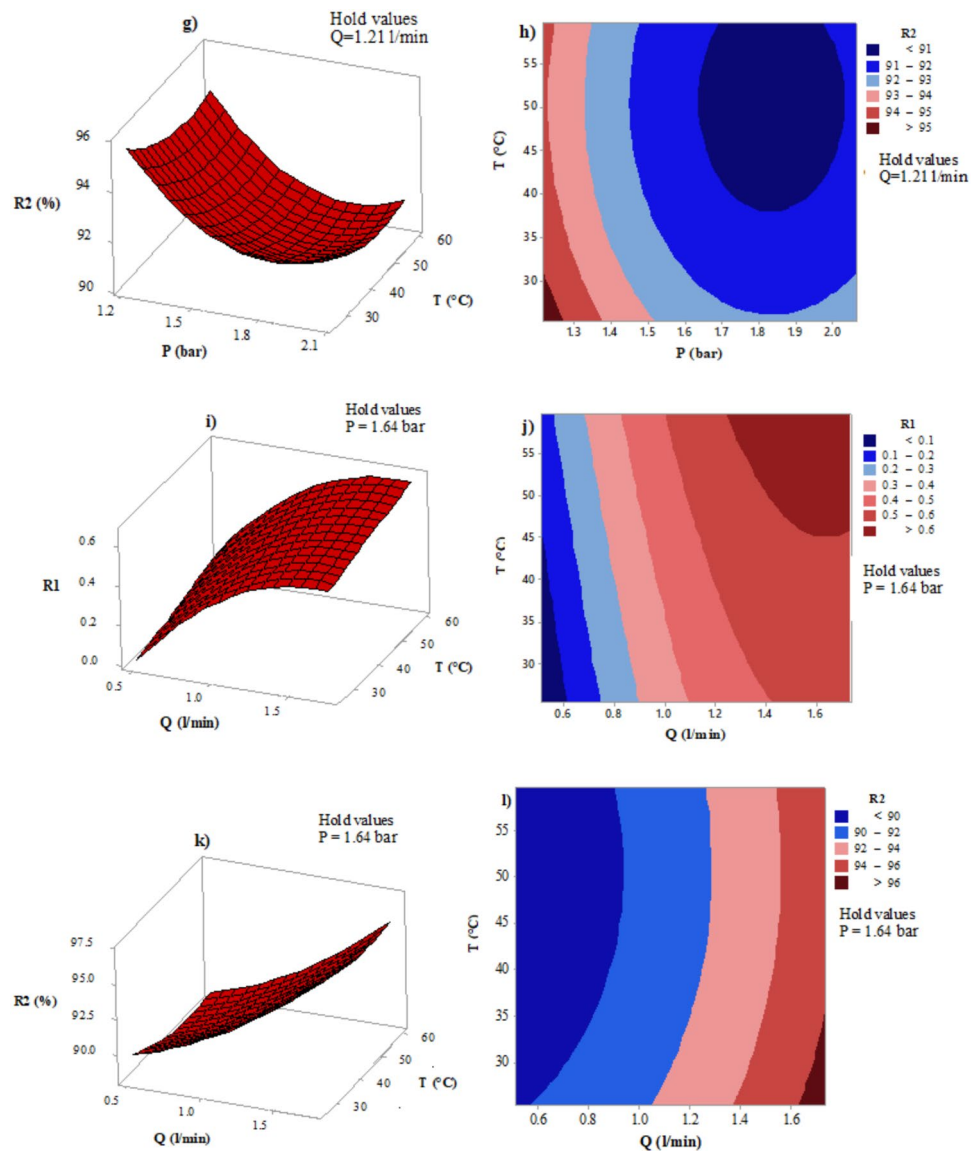 g)
Hold values
Q=1.21 l/min
96
94
92
90
R2 (%)
1.2
1.5
1.8
2.1
P (bar)
60
50
40
30
T (°C)
h)
55
50
45
40
35
30
T (°C)
1.3 1.4 1.5 1.6 1.7 1.8 1.9 2.0
P (bar)
R2
< 91
91 – 92
92 – 93
93 – 94
94 – 95
> 95
Hold values
Q=1.21 l/min
i)
Hold values
P = 1.64 bar
0.6
0.4
0.2
0.0
R1
0.5
1.0
1.5
Q (l/min)
60
50
40
30
T (°C)
j)
55
50
45
40
35
30
T (°C)
0.6 0.8 1.0 1.2 1.4 1.6
Q (l/min)
R1
< 0.1
0.1 – 0.2
0.2 – 0.3
0.3 – 0.4
0.4 – 0.5
0.5 – 0.6
> 0.6
Hold values
P = 1.64 bar
k)
Hold values
P = 1.64 bar
97.5
95.0
92.5
90.0
R2 (%)
0.5
1.0
1.5
Q (l/min)
60
50
40
30
T (°C)
l)
55
50
45
40
35
30
T (°C)
0.6 0.8 1.0 1.2 1.4 1.6
Q (l/min)
R2
< 90
90 – 92
92 – 94
94 – 96
> 96
Hold values
P = 1.64 bar